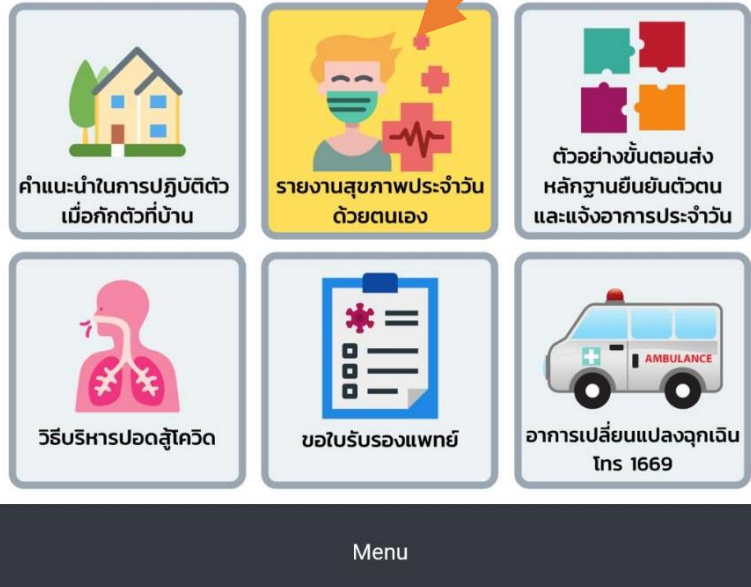 คำแนะนำในการปฏิบัติตัว
เมื่อกักตัวที่บ้าน
รายงานสุขภาพประจำวัน
ด้วยตนเอง
ตัวอย่างขั้นตอนส่ง
หลักฐานยืนยันตัวตน
และแจ้งอาการประจำวัน
วิธีบริหารปอดสู้โควิด
ขอใบรับรองแพทย์
AMBULANCE
อาการเปลี่ยนแปลงฉุกเฉิน
โทร 1669
Menu